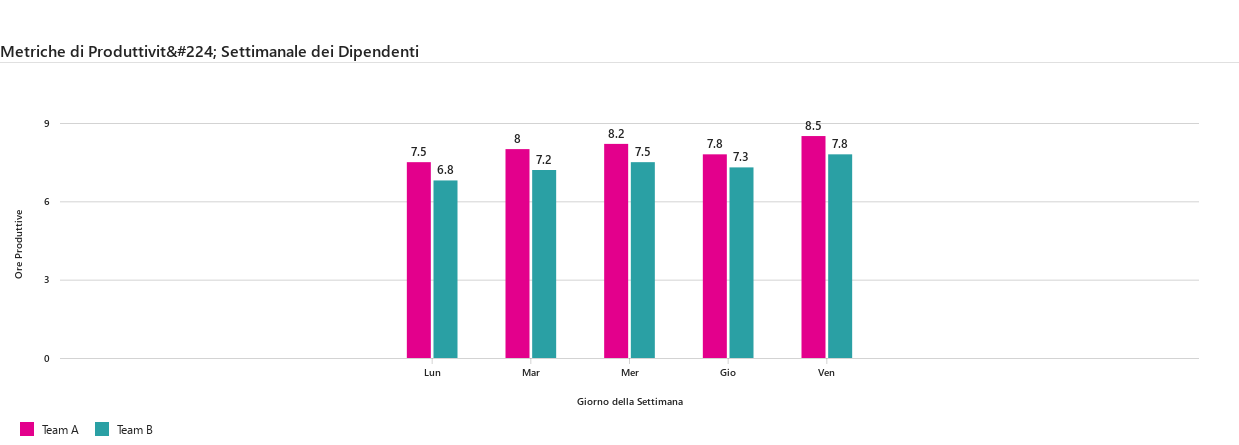 Metriche di Produttivit&#224; Settimanale dei Dipendenti
Ore Produttive
9
6
3
0
7.5
6.8
8
7.2
8.2
7.5
7.8
7.3
8.5
7.8
Lun
Mar
Mer
Gio
Ven
Giorno della Settimana
Team A
Team B